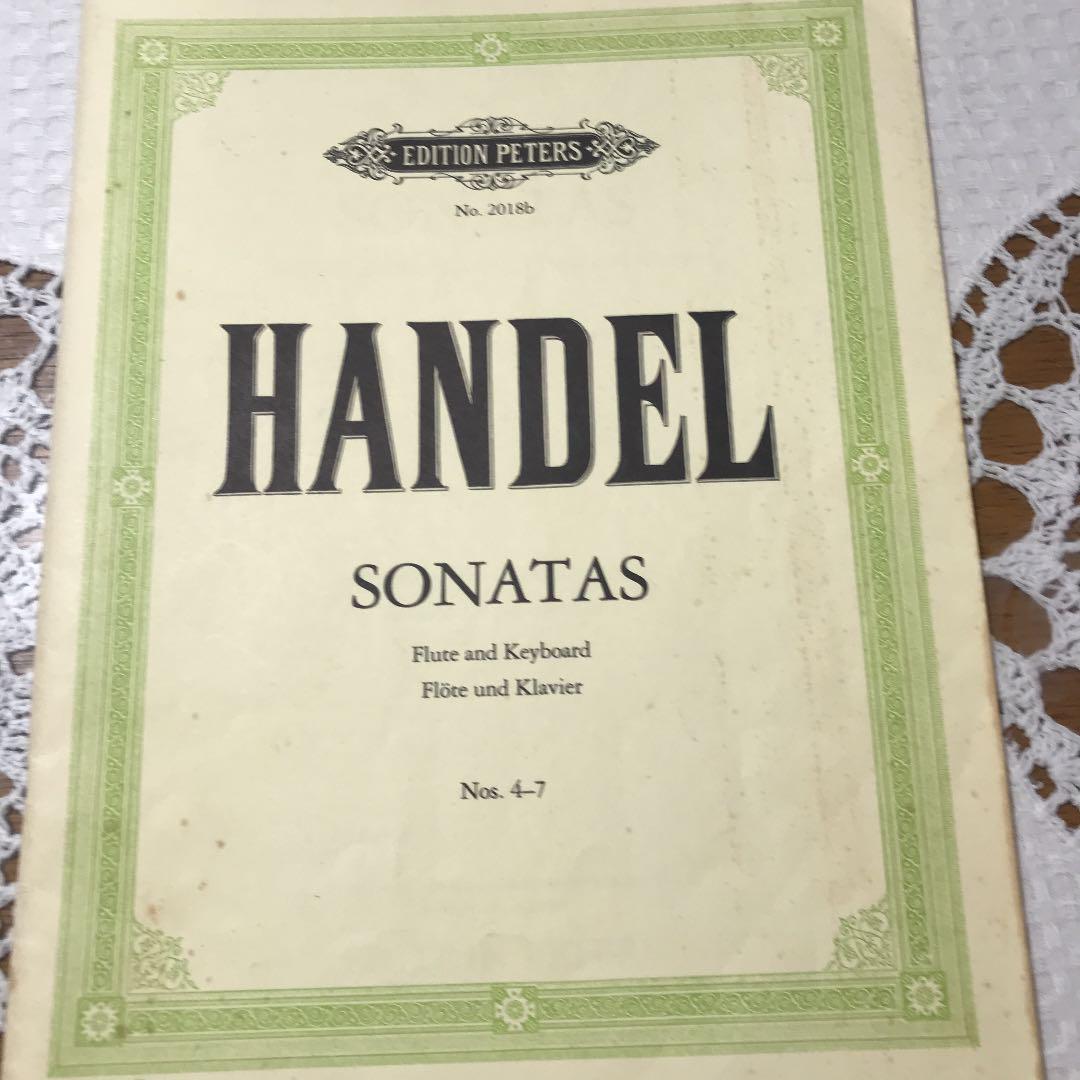 EDITION PETERS
No. 2018b
HANDEL
SONATAS
Flute and Keyboard
Flöte und Klavier
Nos. 4–7